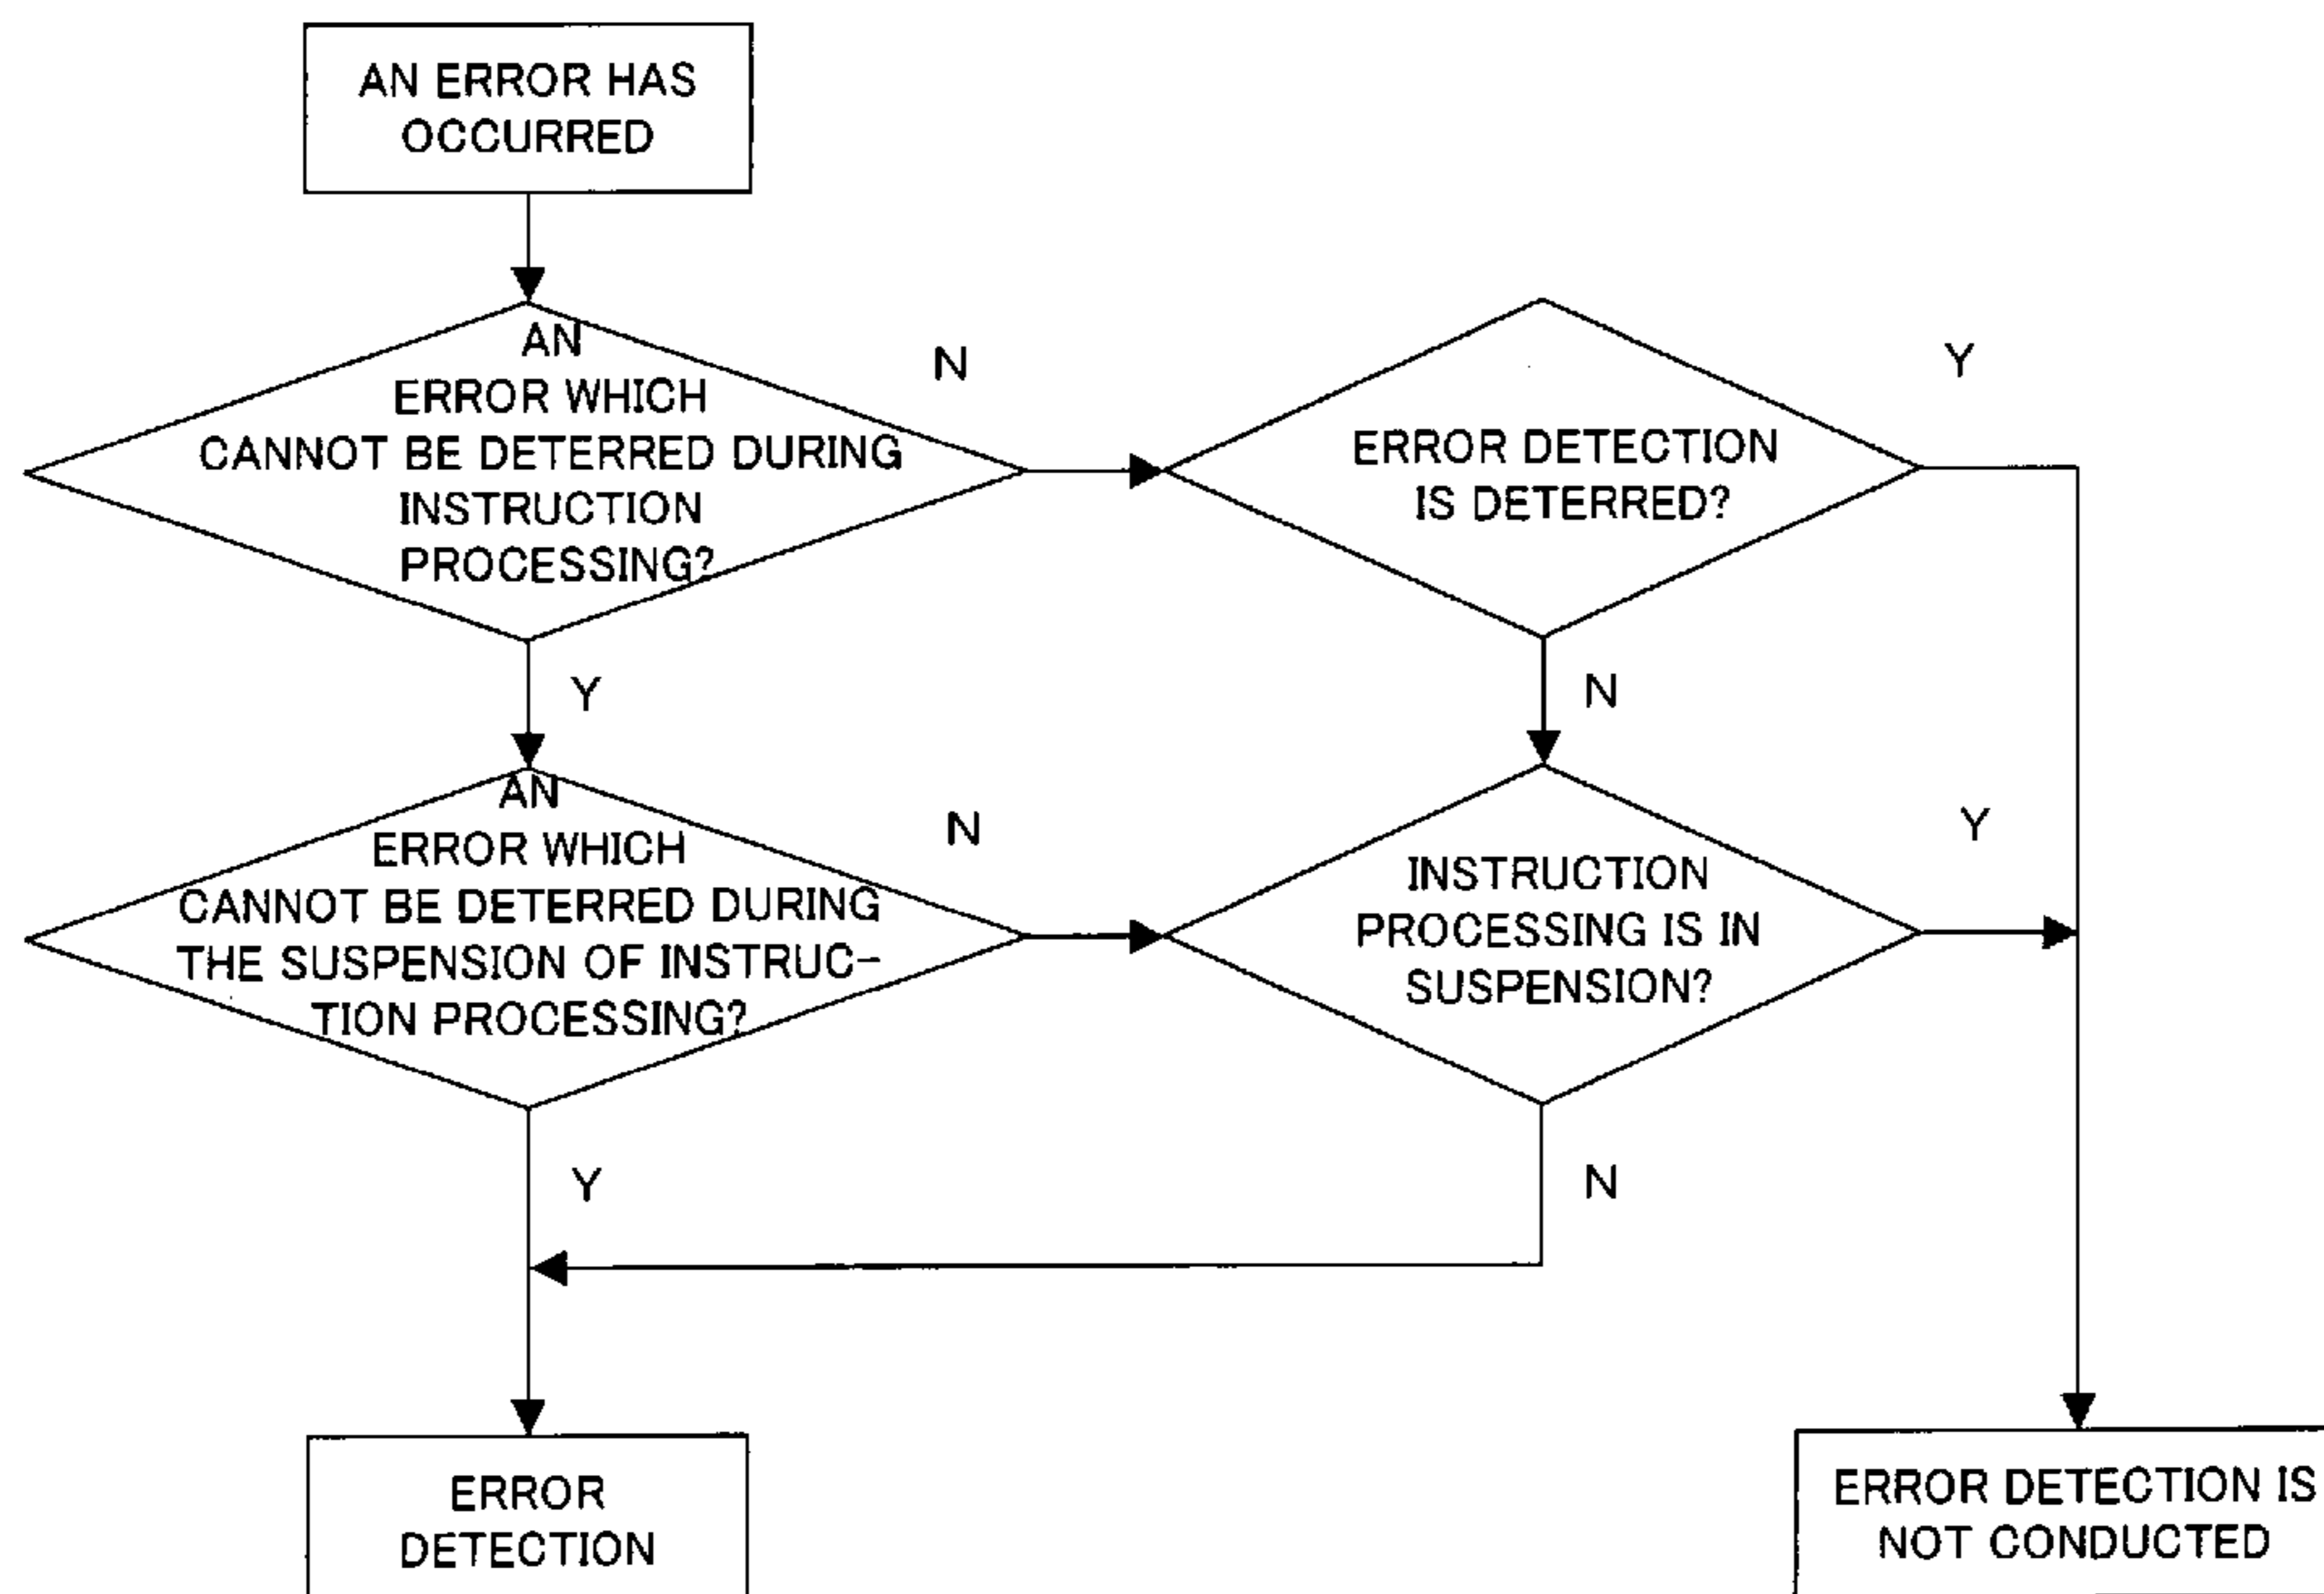 AN ERROR HAS
OCCURRED
AN
ERROR WHICH
CANNOT BE DETERRED DURING
INSTRUCTION
PROCESSING?
N
ERROR DETECTION
IS DETERRED?
Y
Y
N
AN
ERROR WHICH
CANNOT BE DETERRED DURING
THE SUSPENSION OF INSTRUC-
TION PROCESSING?
N
INSTRUCTION
PROCESSING IS IN
SUSPENSION?
Y
Y
N
ERROR
DETECTION
ERROR DETECTION IS
NOT CONDUCTED